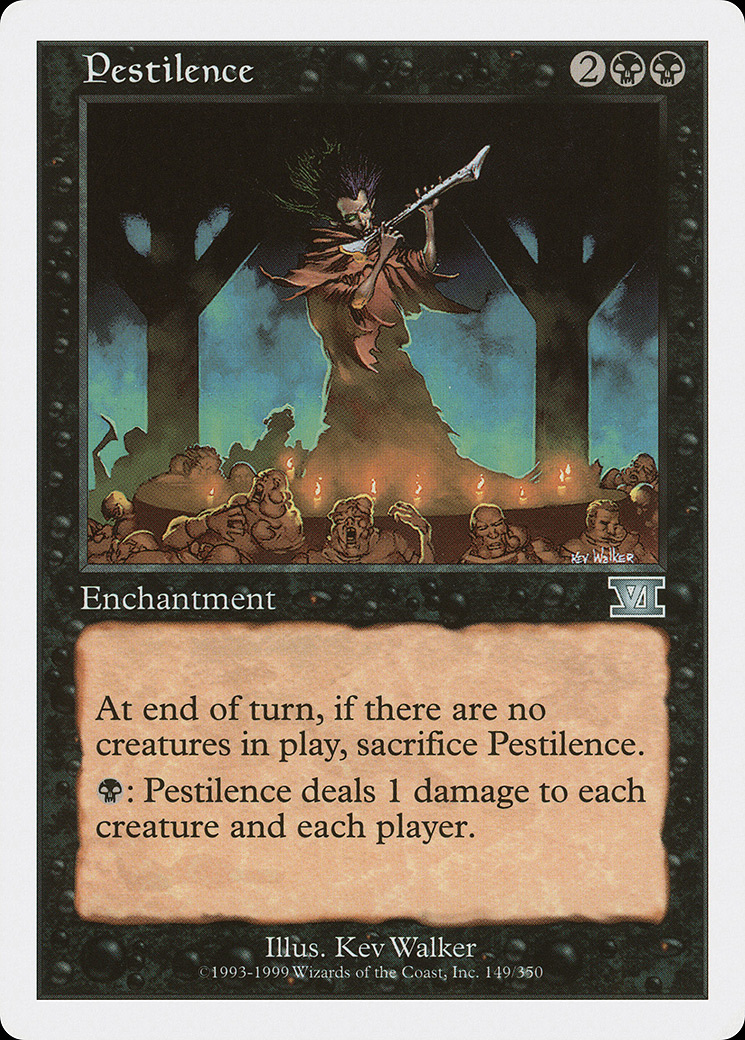 Pestilence 2
KEV WALKER
Enchantment VI
At end of turn, if there are no
creatures in play, sacrifice Pestilence.
: Pestilence deals 1 damage to each
creature and each player.
Illus. Kev Walker
©1993-1999 Wizards of the Coast, Inc. 149/350